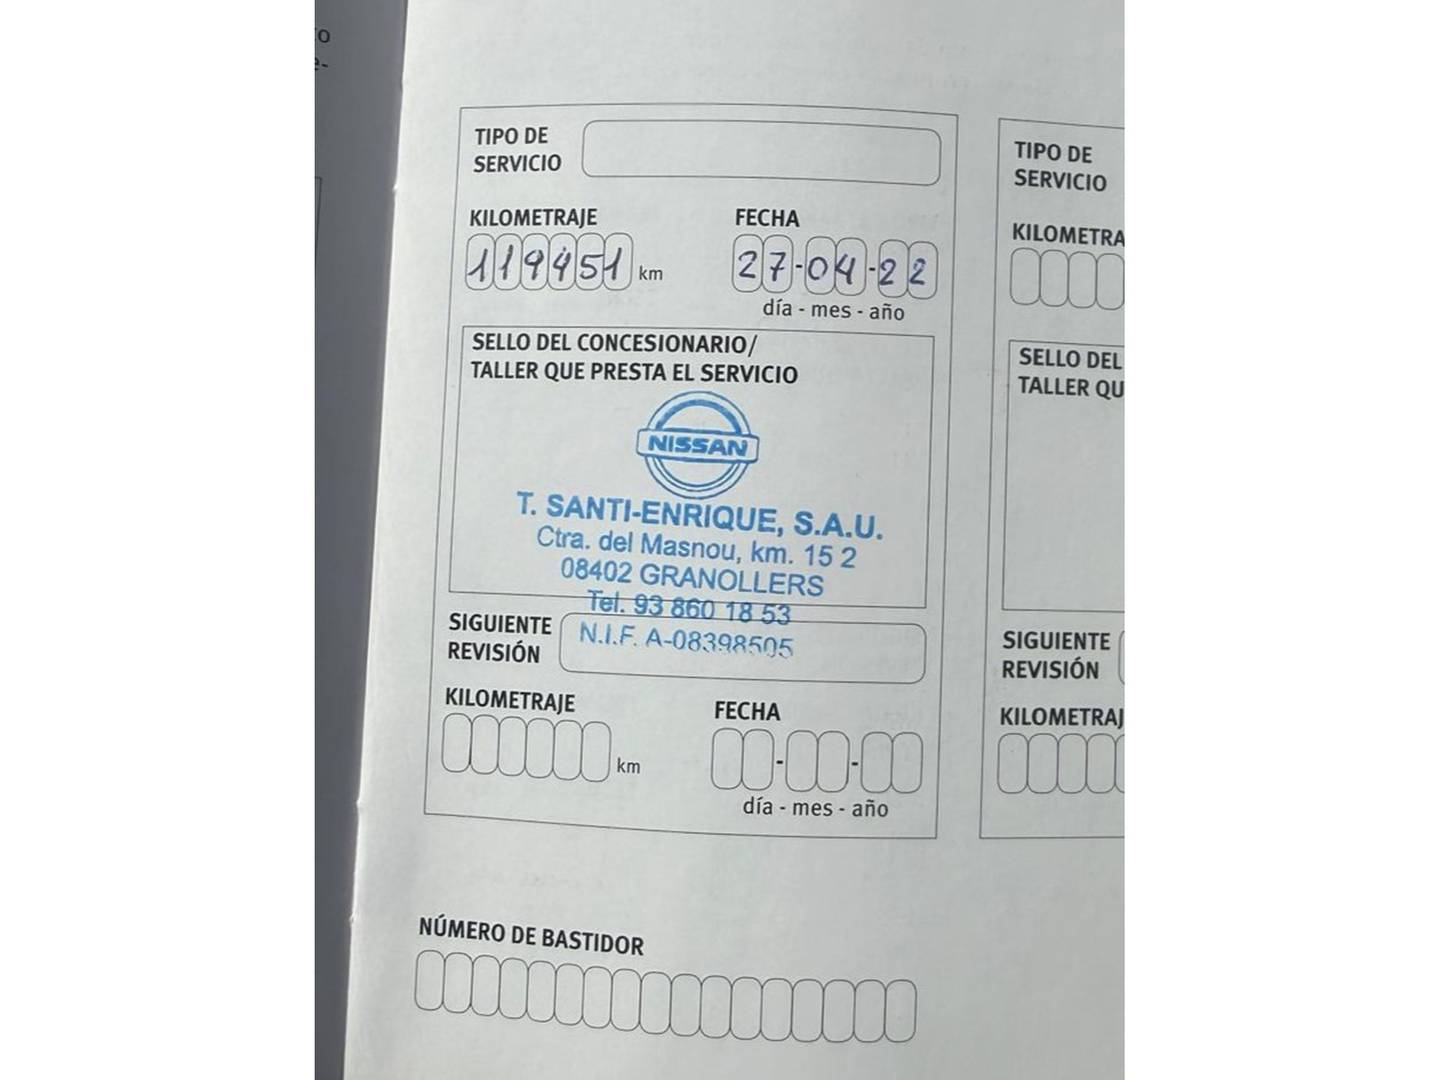 o
e-
TIPO DE
SERVICIO
KILOMETRAJE
119451 km
FECHA
27-04-22
día - mes - año
SELLO DEL CONCESIONARIO/
TALLER QUE PRESTA EL SERVICIO
NISSAN
T. SANTI-ENRIQUE, S.A.U.
Ctra. del Masnou, km. 15 2
08402 GRANOLLERS
Tel. 93 860 18 53
N.I.F. A-08398505
SIGUIENTE
REVISIÓN
KILOMETRAJE
km
FECHA
- -
día - mes - año
NÚMERO DE BASTIDOR
TIPO DE
SERVICIO
KILOMETRA
SELLO DEL
TALLER QU
SIGUIENTE
REVISIÓN
KILOMETRAJ